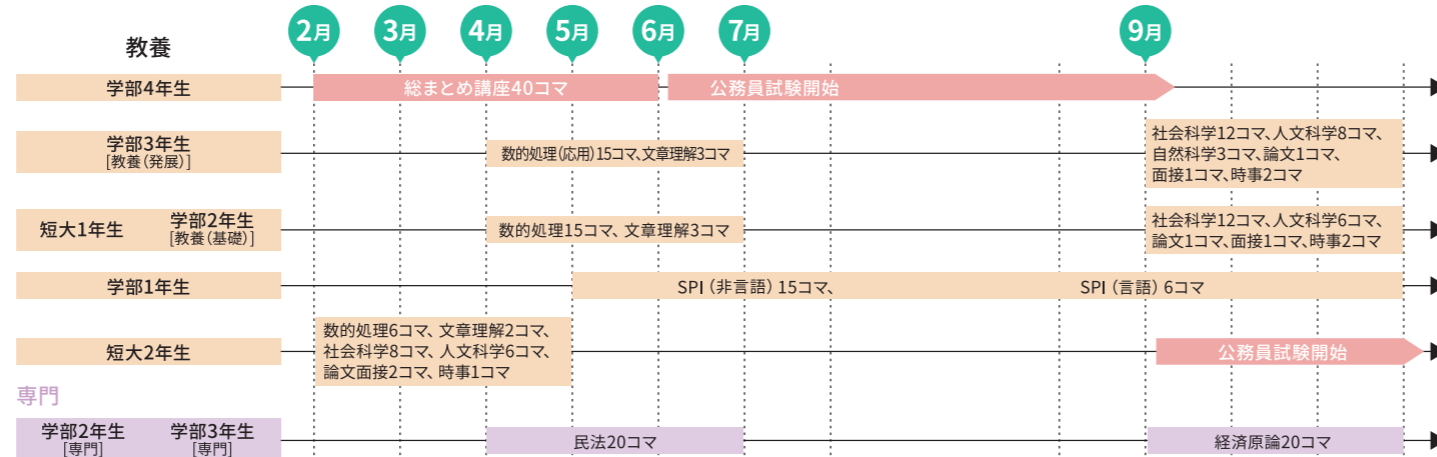 2月 3月 4月 5月 6月 7月 9月
教養
学部4年生
総まとめ講座40コマ
公務員試験開始
学部3年生
[教養(発展)]
数的処理(応用)15コマ、文章理解3コマ
社会科学12コマ、人文科学8コマ、
自然科学3コマ、論文1コマ、
面接1コマ、時事2コマ
短大1年生
学部2年生
[教養(基礎)]
数的処理15コマ、文章理解3コマ
社会科学12コマ、人文科学6コマ、
論文1コマ、面接1コマ、時事2コマ
学部1年生
SPI(非言語)15コマ、
SPI(言語)6コマ
短大2年生
数的処理6コマ、文章理解2コマ、
社会科学8コマ、人文科学6コマ、
論文面接2コマ、時事1コマ
公務員試験開始
専門
学部2年生
[専門]
学部3年生
[専門]
民法20コマ
経済原論20コマ